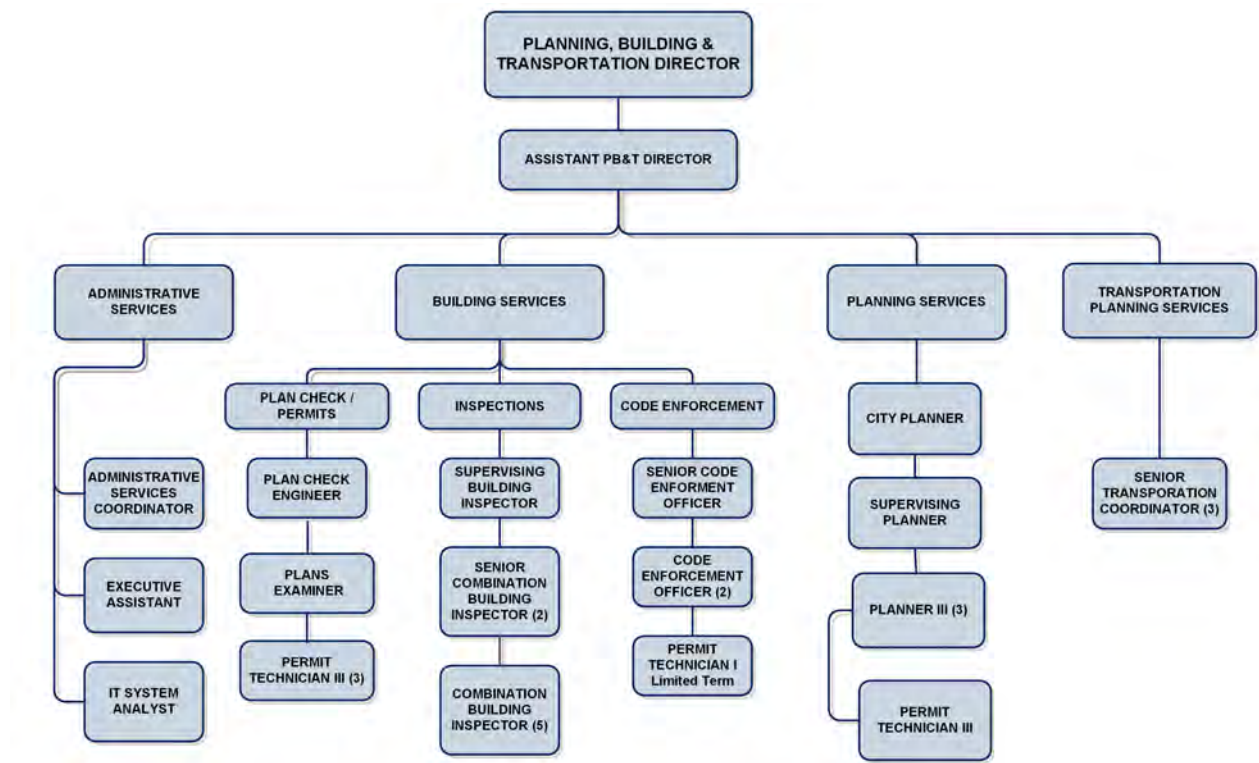 PLANNING, BUILDING &
TRANSPORTATION DIRECTOR
ASSISTANT PB&T DIRECTOR
ADMINISTRATIVE
SERVICES
BUILDING SERVICES
PLANNING SERVICES
TRANSPORTATION
PLANNING SERVICES
PLAN CHECK /
PERMITS
INSPECTIONS
CODE ENFORCEMENT
CITY PLANNER
ADMINISTRATIVE
SERVICES
COORDINATOR
PLAN CHECK
ENGINEER
SUPERVISING
BUILDING
INSPECTOR
SENIOR CODE
ENFORMENT
OFFICER
SUPERVISING
PLANNER
SENIOR
TRANSPORATION
COORDINATOR (3)
EXECUTIVE
ASSISTANT
PLANS
EXAMINER
SENIOR
COMBINATION
BUILDING
INSPECTOR (2)
CODE
ENFORCEMENT
OFFICER (2)
PLANNER III (3)
IT SYSTEM
ANALYST
PERMIT
TECHNICIAN III (3)
COMBINATION
BUILDING
INSPECTOR (5)
PERMIT
TECHNICIAN I
Limited Term
PERMIT
TECHNICIAN III